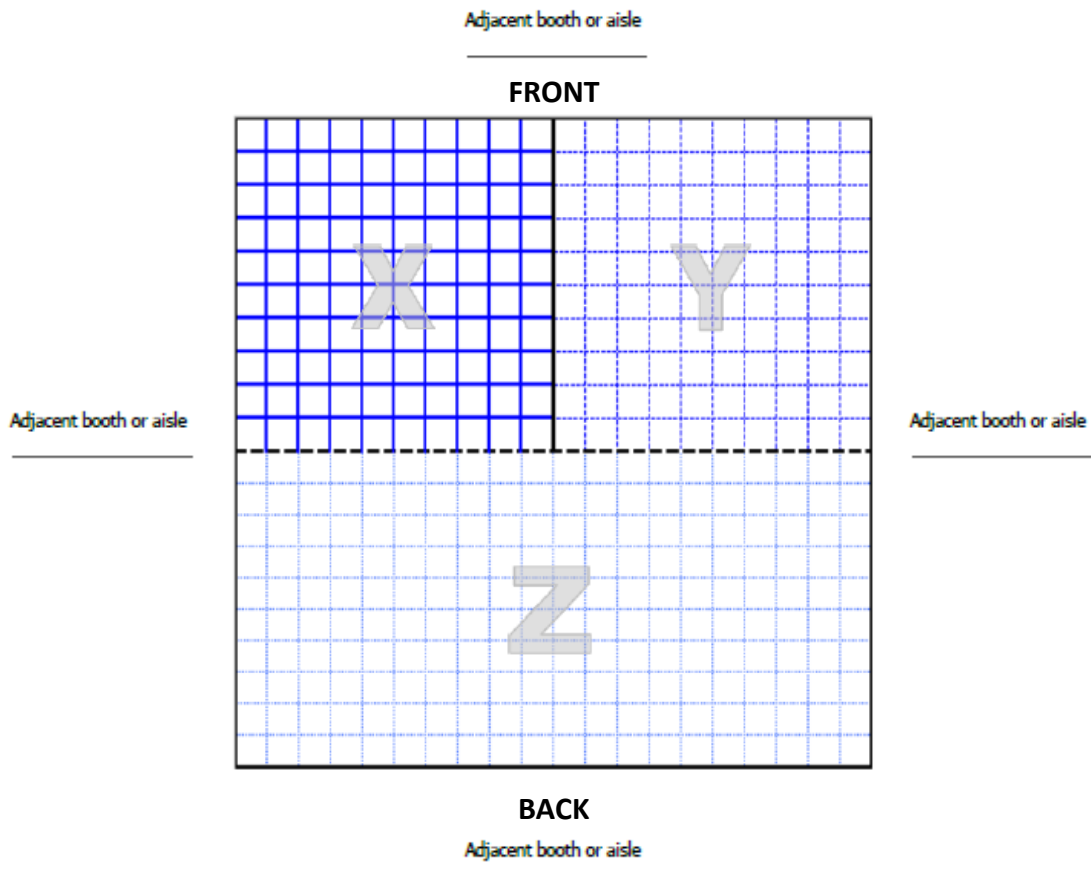 Adjacent booth or aisle
FRONT
X
Y
Adjacent booth or aisle
Adjacent booth or aisle
Z
BACK
Adjacent booth or aisle